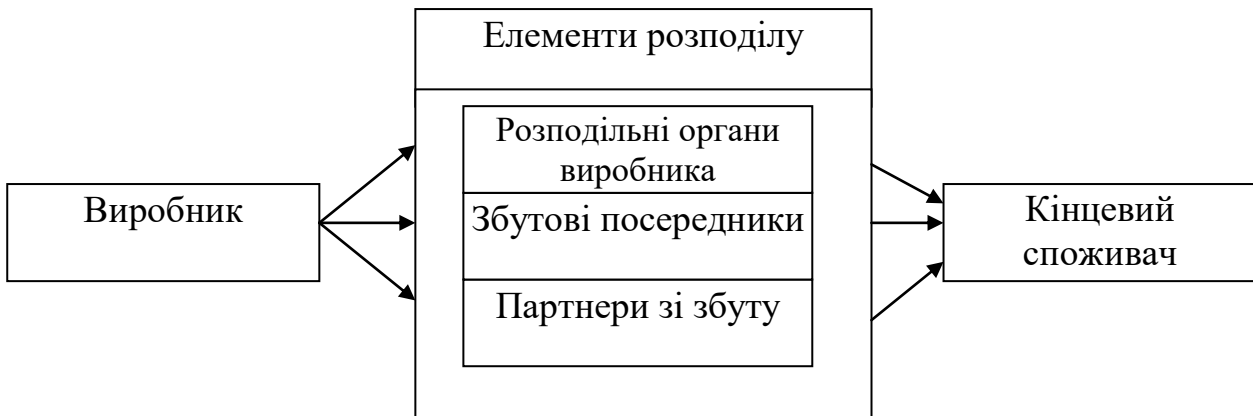 Елементи розподілу
Розподільні органи
виробника
Виробник
Збутові посередники
Кінцевий
споживач
Партнери зі збуту